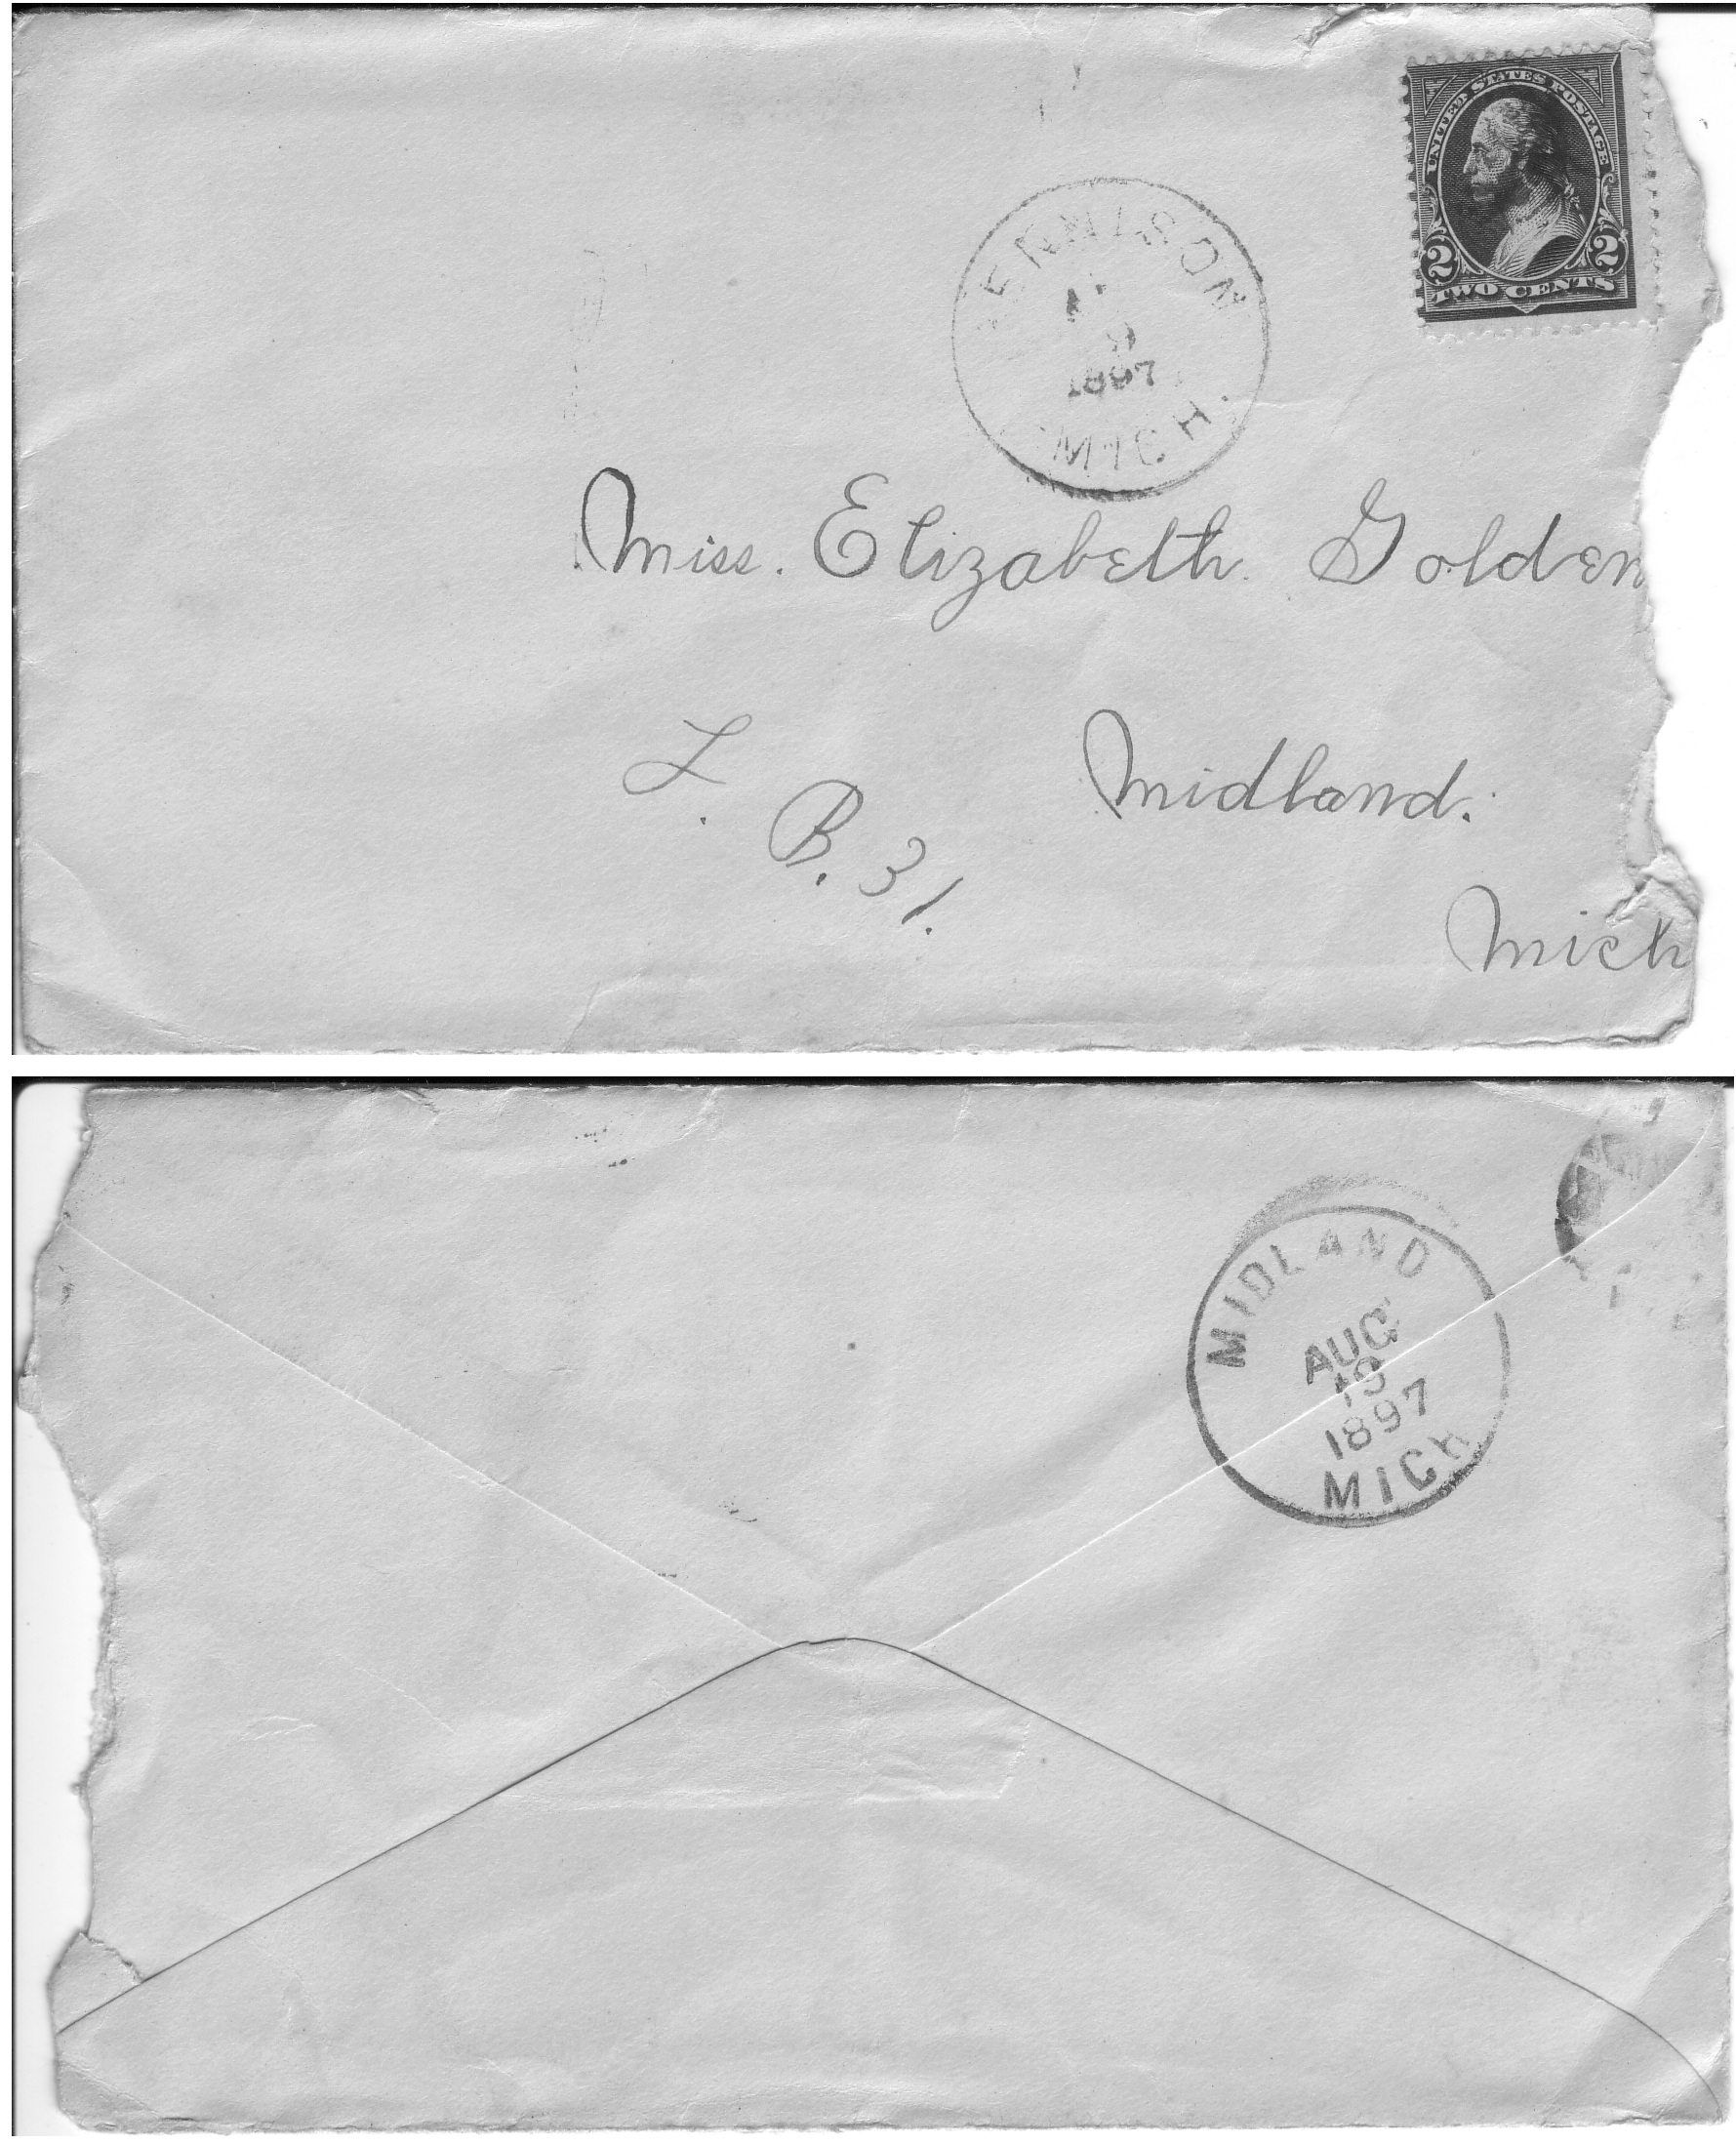 UNITED STATES POSTAGE
2 2
TWO CENTS
1897
MICH.
Miss. Elizabeth Golden
L. B. 31.
Midland.
Mich
MIDLAND
AUG
19
1897
MICH